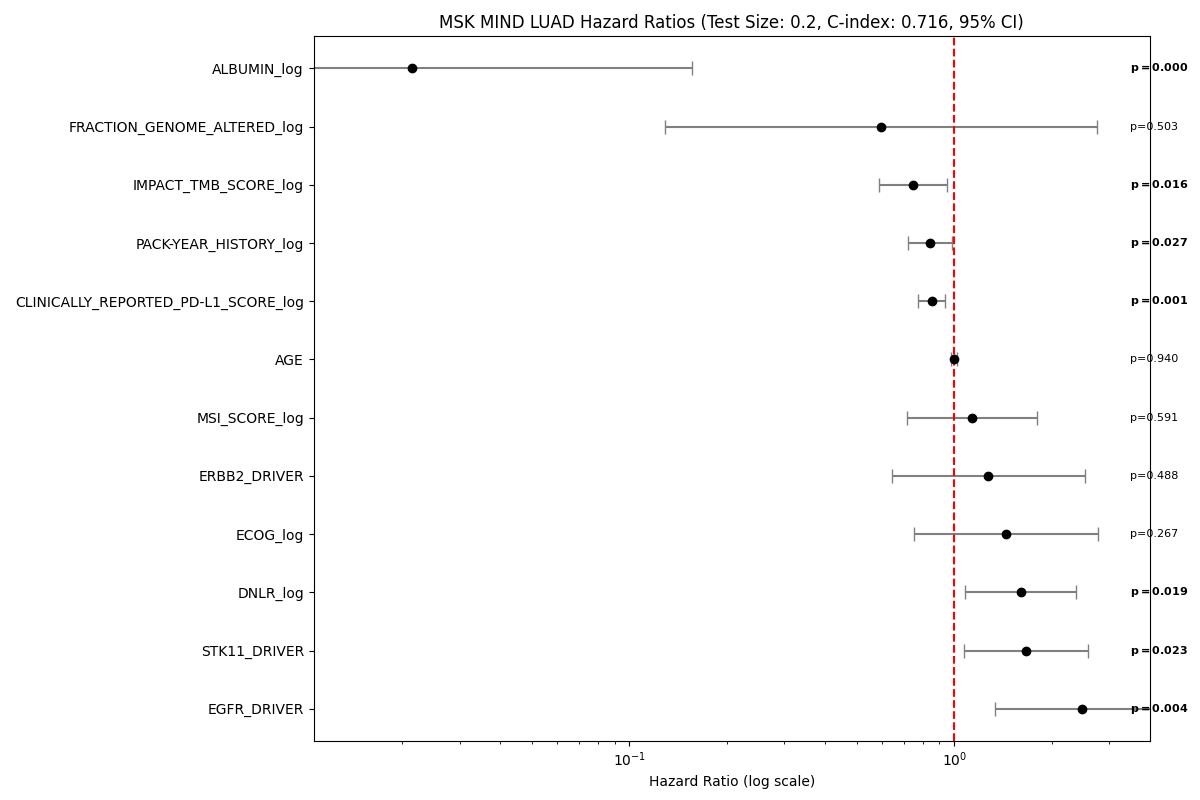 MSK MIND LUAD Hazard Ratios (Test Size: 0.2, C-index: 0.716, 95% CI)
ALBUMIN_log p=0.000
FRACTION_GENOME_ALTERED_log p=0.503
IMPACT_TMB_SCORE_log p=0.016
PACK-YEAR_HISTORY_log p=0.027
CLINICALLY_REPORTED_PD-L1_SCORE_log p=0.001
AGE p=0.940
MSI_SCORE_log p=0.591
ERBB2_DRIVER p=0.488
ECOG_log p=0.267
DNLR_log p=0.019
STK11_DRIVER p=0.023
EGFR_DRIVER p=0.004
10⁻¹ 10⁰
Hazard Ratio (log scale)